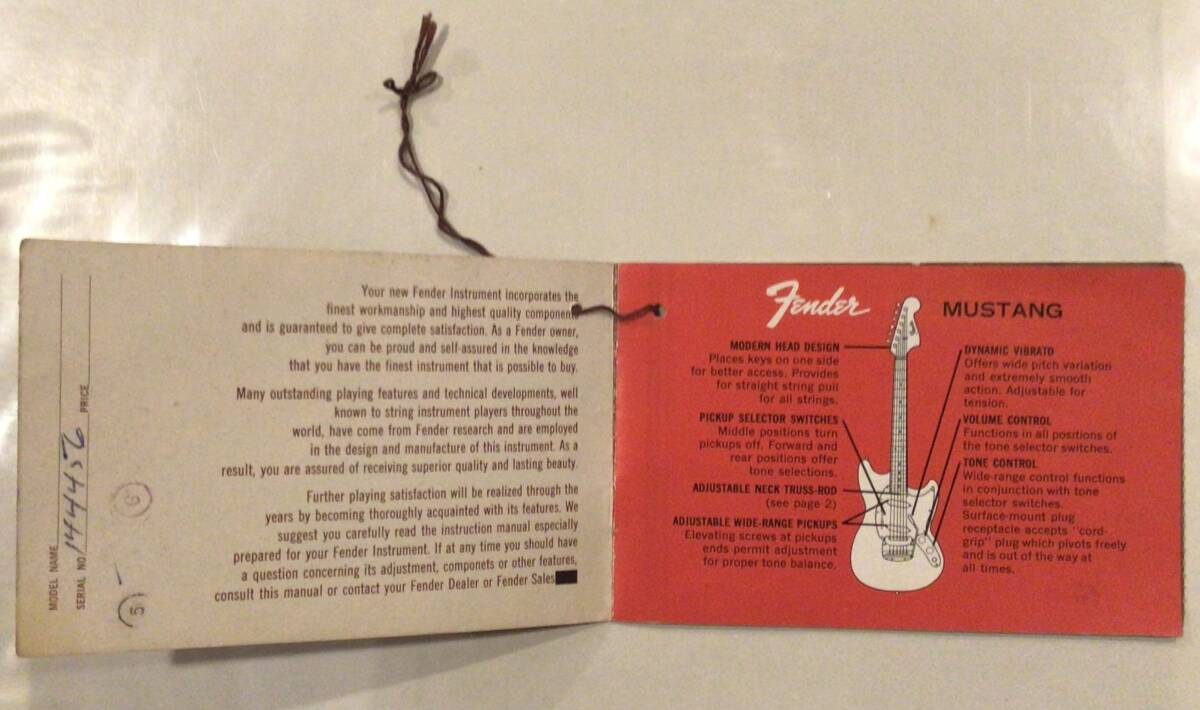 MODEL NAME
SERIAL NO. 144456 PRICE
5 –
6
Your new Fender Instrument incorporates the
finest workmanship and highest quality component
and is guaranteed to give complete satisfaction. As a Fender owner,
you can be proud and self-assured in the knowledge
that you have the finest instrument that is possible to buy.
Many outstanding playing features and technical developments, well
known to string instrument players throughout the
world, have come from Fender research and are employed
in the design and manufacture of this instrument. As a
result, you are assured of receiving superior quality and lasting beauty.
Further playing satisfaction will be realized through the
years by becoming thoroughly acquainted with its features. We
suggest you carefully read the instruction manual especially
prepared for your Fender Instrument. If at any time you should have
a question concerning its adjustment, componets or other features,
consult this manual or contact your Fender Dealer or Fender Sales
Fender MUSTANG
MODERN HEAD DESIGN
Places keys on one side
for better access. Provides
for straight string pull
for all strings.
PICKUP SELECTOR SWITCHES
Middle positions turn
pickups off. Forward and
rear positions offer
tone selections.
ADJUSTABLE NECK TRUSS-ROD
(see page 2)
ADJUSTABLE WIDE-RANGE PICKUPS
Elevating screws at pickups
ends permit adjustment
for proper tone balance.
DYNAMIC VIBRATO
Offers wide pitch variation
and extremely smooth
action. Adjustable for
tension.
VOLUME CONTROL
Functions in all positions of
the tone selector switches.
TONE CONTROL
Wide-range control functions
in conjunction with tone
selector switches.
Surface-mount plug
receptacle accepts "cord-
grip" plug which pivots freely
and is out of the way at
all times.